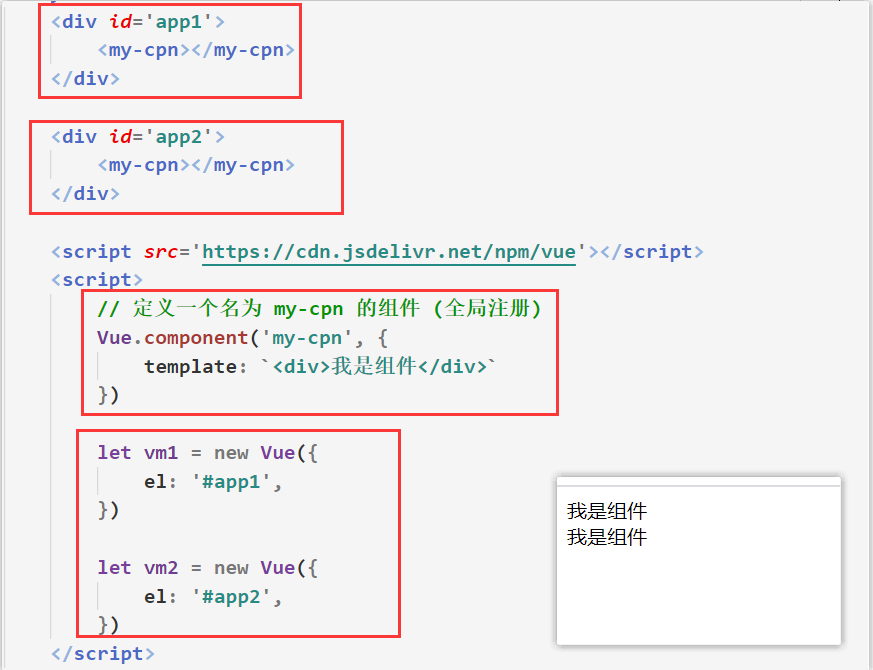 <div id='app1'>
    <my-cpn></my-cpn>
</div>
<div id='app2'>
    <my-cpn></my-cpn>
</div>
<script src='https://cdn.jsdelivr.net/npm/vue'></script>
<script>
    // 定义一个名为 my-cpn 的组件 (全局注册)
    Vue.component('my-cpn', {
        template: `<div>我是组件</div>`
    })
    let vm1 = new Vue({
        el: '#app1',
    })
    let vm2 = new Vue({
        el: '#app2',
    })
</script>
我是组件
我是组件